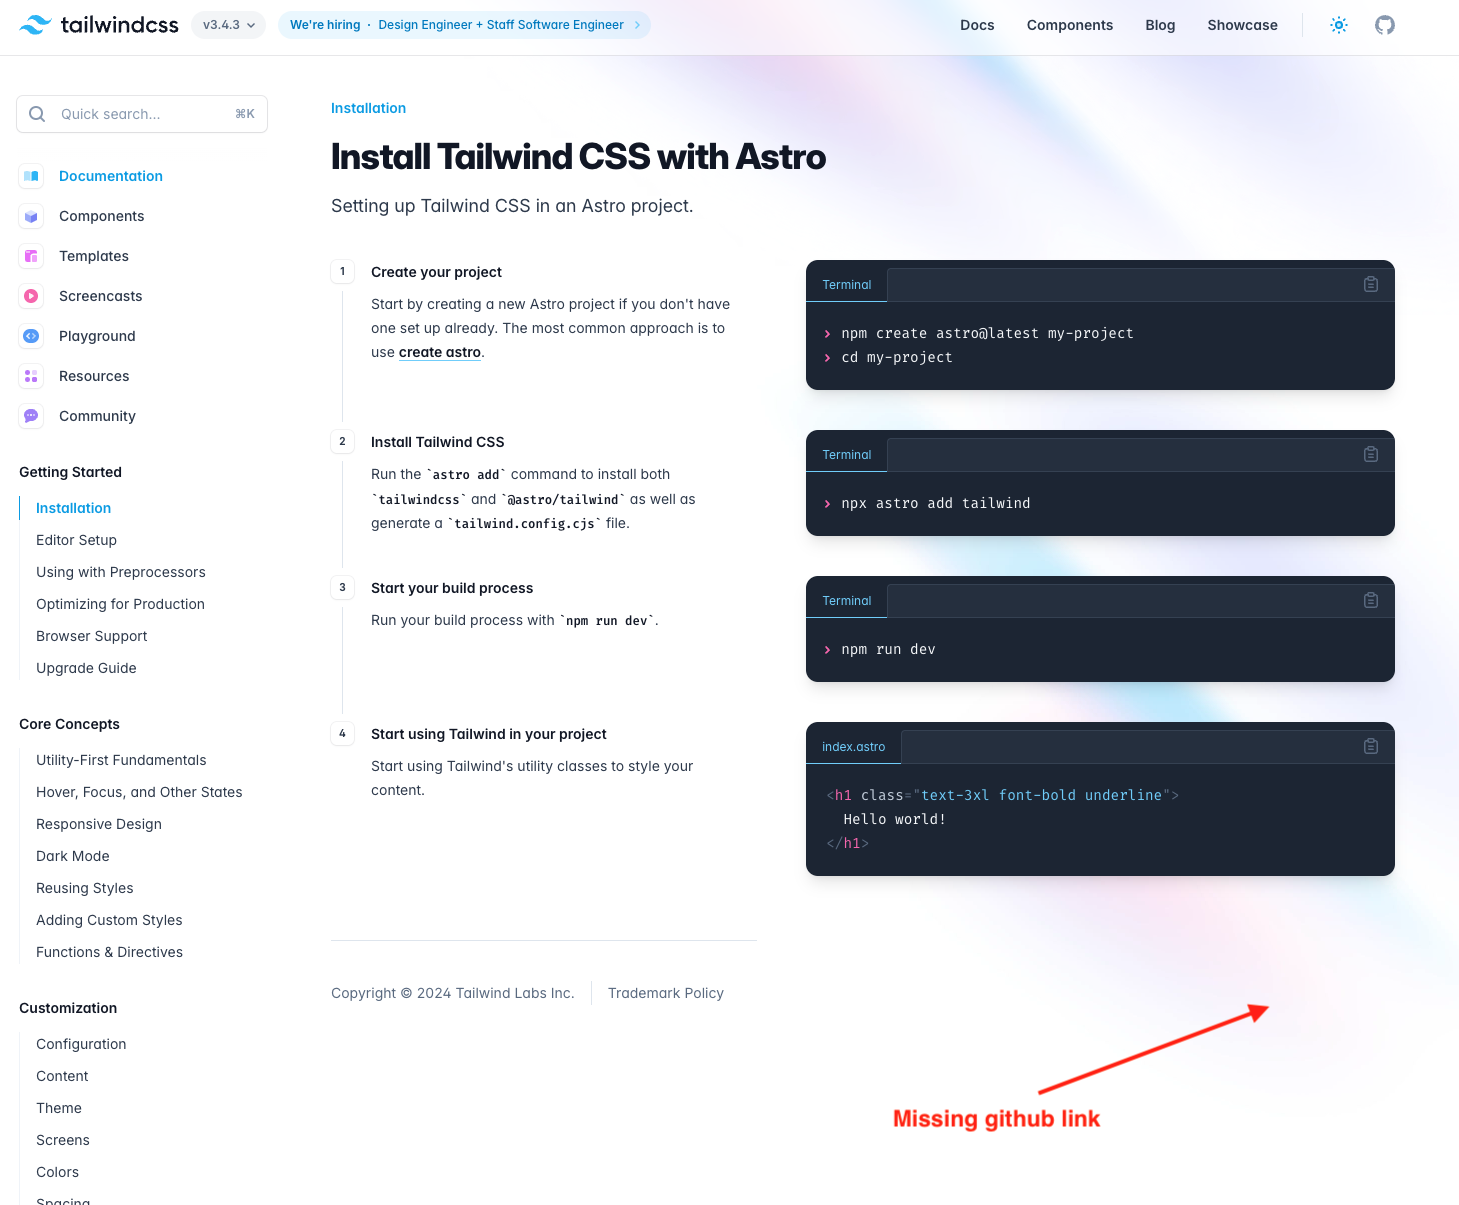 tailwindcss
v3.4.3
We're hiring · Design Engineer + Staff Software Engineer
Docs
Components
Blog
Showcase
Quick search...
⌘K
Documentation
Components
Templates
Screencasts
Playground
Resources
Community
Getting Started
Installation
Editor Setup
Using with Preprocessors
Optimizing for Production
Browser Support
Upgrade Guide
Core Concepts
Utility-First Fundamentals
Hover, Focus, and Other States
Responsive Design
Dark Mode
Reusing Styles
Adding Custom Styles
Functions & Directives
Customization
Configuration
Content
Theme
Screens
Colors
Spacing
Installation
Install Tailwind CSS with Astro
Setting up Tailwind CSS in an Astro project.
1
Create your project
Start by creating a new Astro project if you don't have
one set up already. The most common approach is to
use create astro.
Terminal
› npm create astro@latest my-project
› cd my-project
2
Install Tailwind CSS
Run the `astro add` command to install both
`tailwindcss` and `@astro/tailwind` as well as
generate a `tailwind.config.cjs` file.
Terminal
› npx astro add tailwind
3
Start your build process
Run your build process with `npm run dev`.
Terminal
› npm run dev
4
Start using Tailwind in your project
Start using Tailwind's utility classes to style your
content.
index.astro
<h1 class="text-3xl font-bold underline">
Hello world!
</h1>
Copyright © 2024 Tailwind Labs Inc.
Trademark Policy
Missing github link